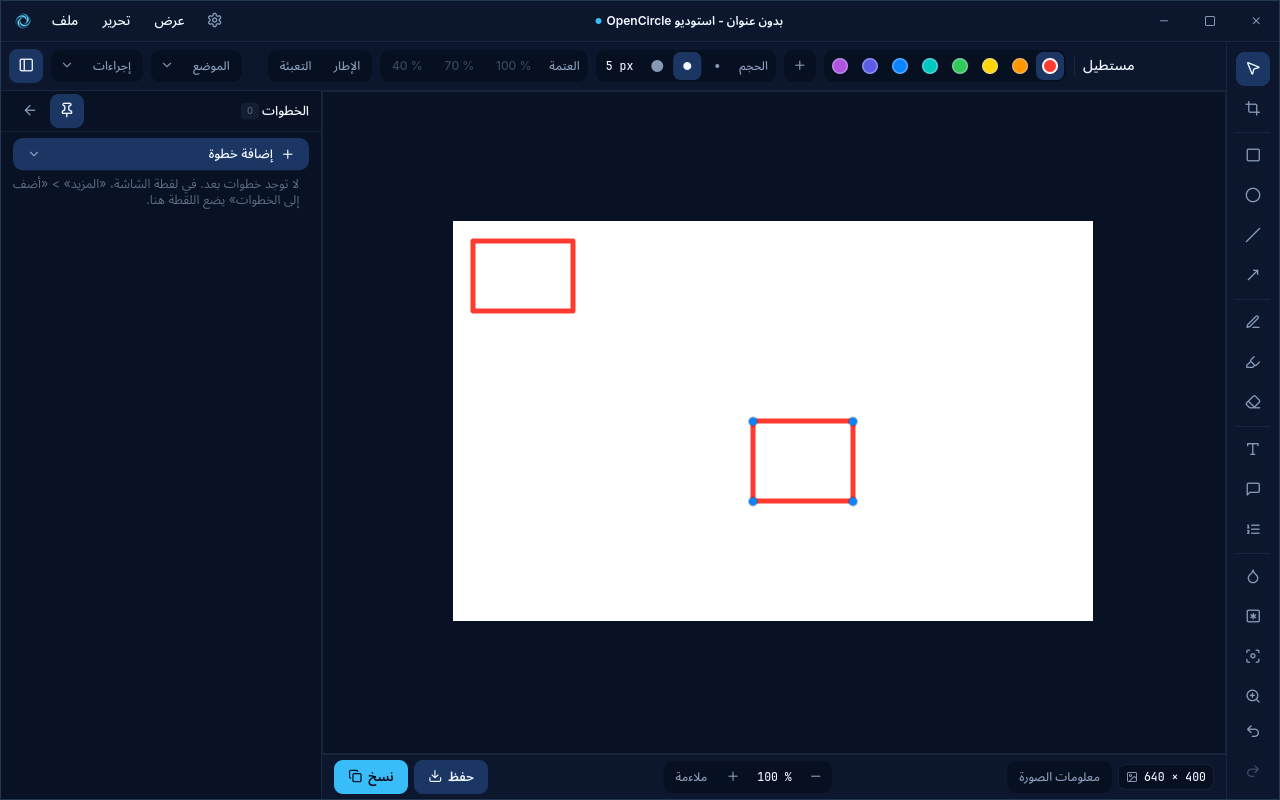 ملف تحرير عرض
بدون عنوان - استوديو OpenCircle
مستطيل
الحجم
5 px
العتمة
100 %
70 %
40 %
الإطار
التعبئة
الموضع
إجراءات
الخطوات
0
إضافة خطوة
لا توجد خطوات بعد. في لقطة الشاشة، «المزيد» > «أضف
إلى الخطوات» يضع اللقطة هنا.
640 × 400
معلومات الصورة
100 %
ملاءمة
حفظ
نسخ